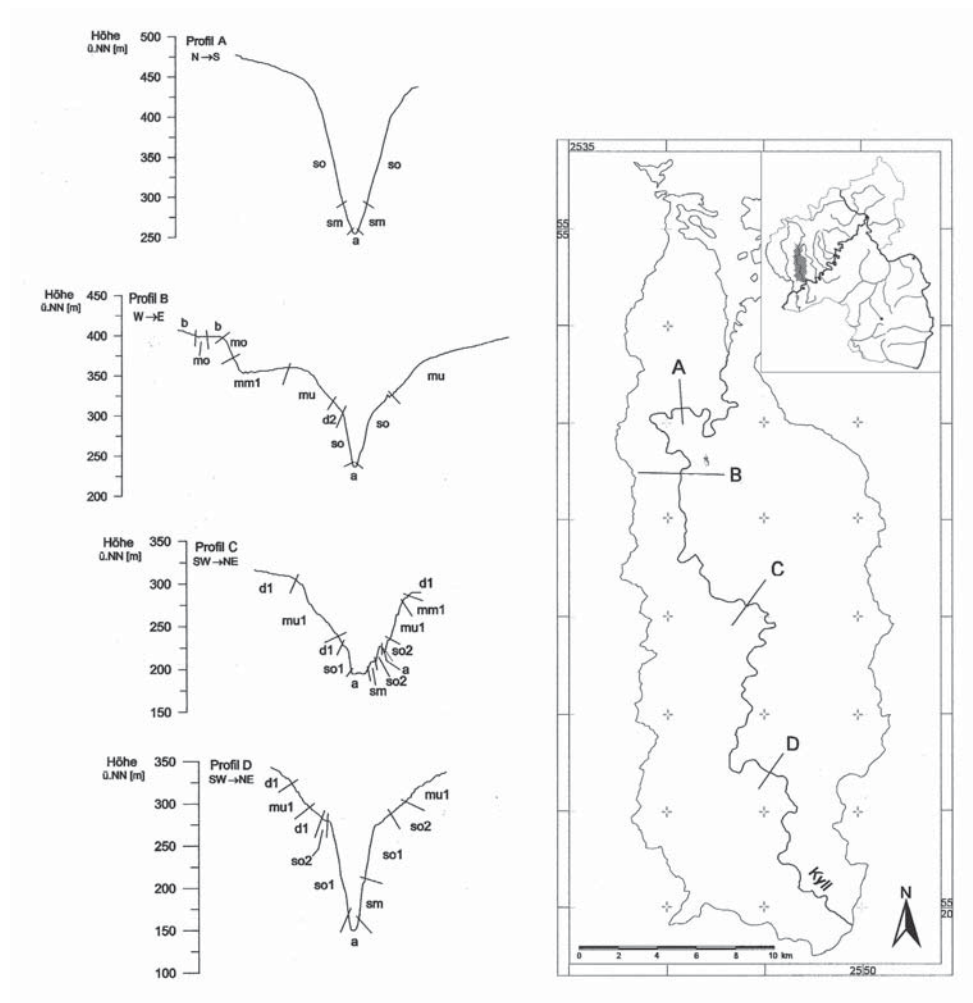 Höhe
ü.NN [m]
Profil A
N→S
500
450
400
350
300
250
so
so
sm
sm
a
Höhe
ü.NN [m]
Profil B
W→E
450
400
350
300
250
200
b
b
mo
mo
mm1
mu
mu
d2
so
so
a
Höhe
ü.NN [m]
Profil C
SW→NE
350
300
250
200
150
d1
d1
mm1
mu1
mu1
d1
so2
so1
a
a
so2
sm
Höhe
ü.NN [m]
Profil D
SW→NE
350
300
250
200
150
100
d1
mu1
mu1
d1
so2
so2
so1
so1
sm
a
2535
A
B
C
D
Kyll
N
55
20
0 2 4 6 8 10 km
2550